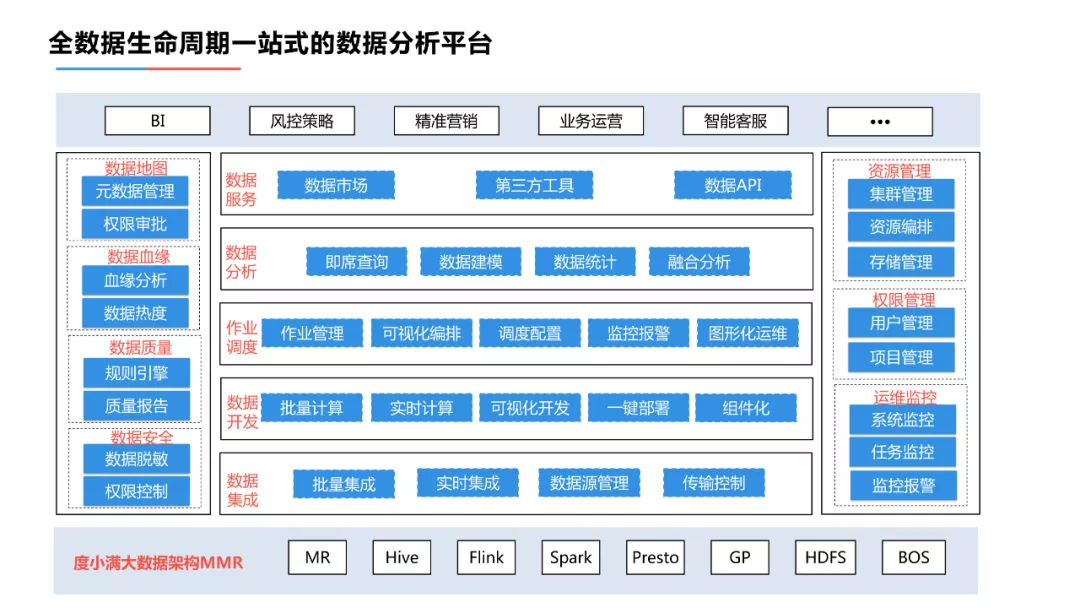 全数据生命周期一站式的数据分析平台
BI
风控策略
精准营销
业务运营
智能客服
•••
数据地图
元数据管理
权限审批
数据血缘
血缘分析
数据热度
数据质量
规则引擎
质量报告
数据安全
数据脱敏
权限控制
数据
服务
数据市场
第三方工具
数据API
数据
分析
即席查询
数据建模
数据统计
融合分析
作业
调度
作业管理
可视化编排
调度配置
监控报警
图形化运维
数据
开发
批量计算
实时计算
可视化开发
一键部署
组件化
数据
集成
批量集成
实时集成
数据源管理
传输控制
资源管理
集群管理
资源编排
存储管理
权限管理
用户管理
项目管理
运维监控
系统监控
任务监控
监控报警
度小满大数据架构MMR
MR
Hive
Flink
Spark
Presto
GP
HDFS
BOS